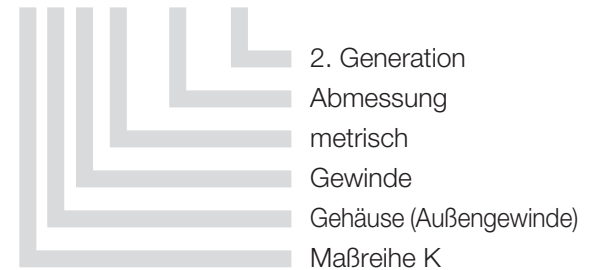 2. Generation
Abmessung
metrisch
Gewinde
Gehäuse (Außengewinde)
Maßreihe K